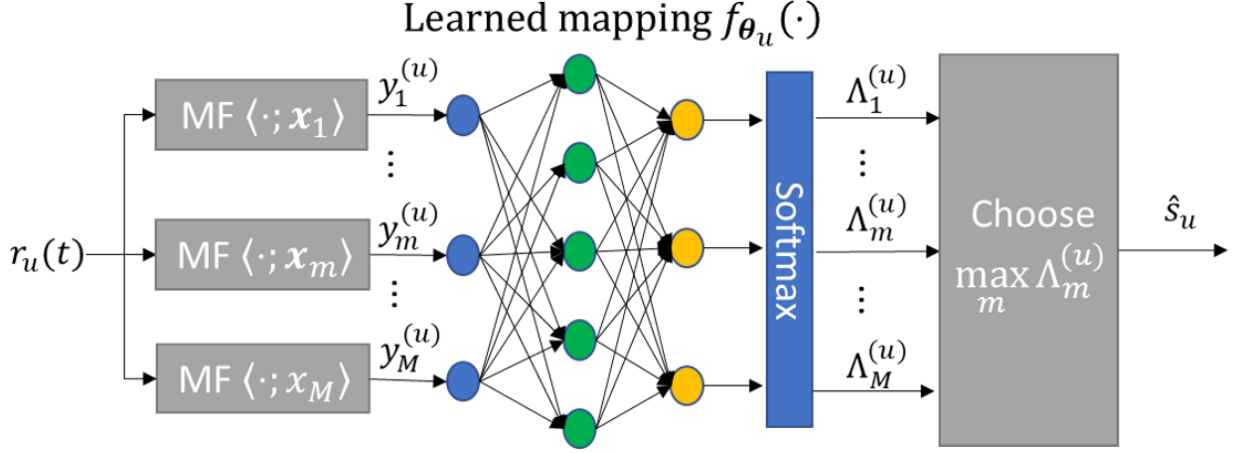 Learned mapping f_{θ_u}(·)
MF ⟨·; x_1⟩
y_1^{(u)}
⋮
MF ⟨·; x_m⟩
y_m^{(u)}
⋮
MF ⟨·; x_M⟩
y_M^{(u)}
r_u(t)
Softmax
Λ_1^{(u)}
⋮
Λ_m^{(u)}
⋮
Λ_M^{(u)}
Choose
max_m Λ_m^{(u)}
ŝ_u